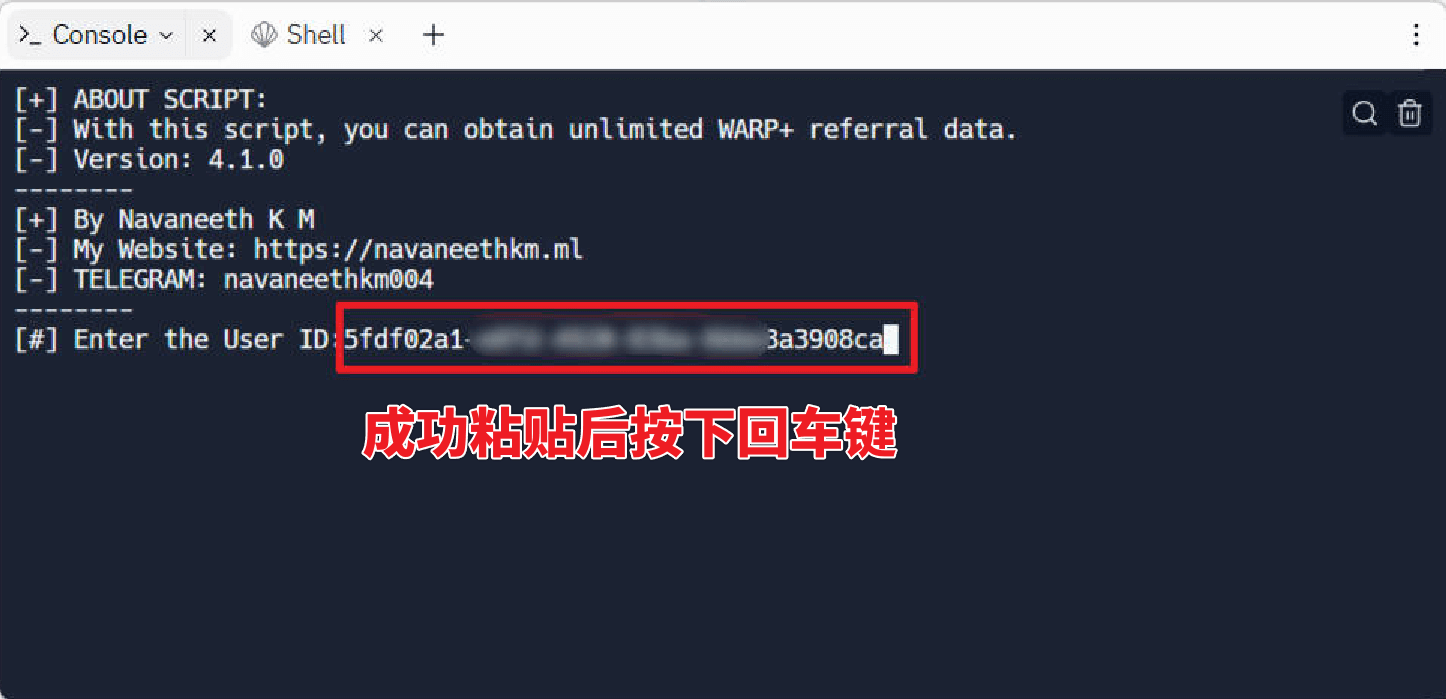 Console
Shell
[+] ABOUT SCRIPT:
[-] With this script, you can obtain unlimited WARP+ referral data.
[-] Version: 4.1.0
--------
[+] By Navaneeth K M
[-] My Website: https://navaneethkm.ml
[-] TELEGRAM: navaneethkm004
--------
[#] Enter the User ID:5fdf02a1- 3a3908ca
成功粘贴后按下回车键